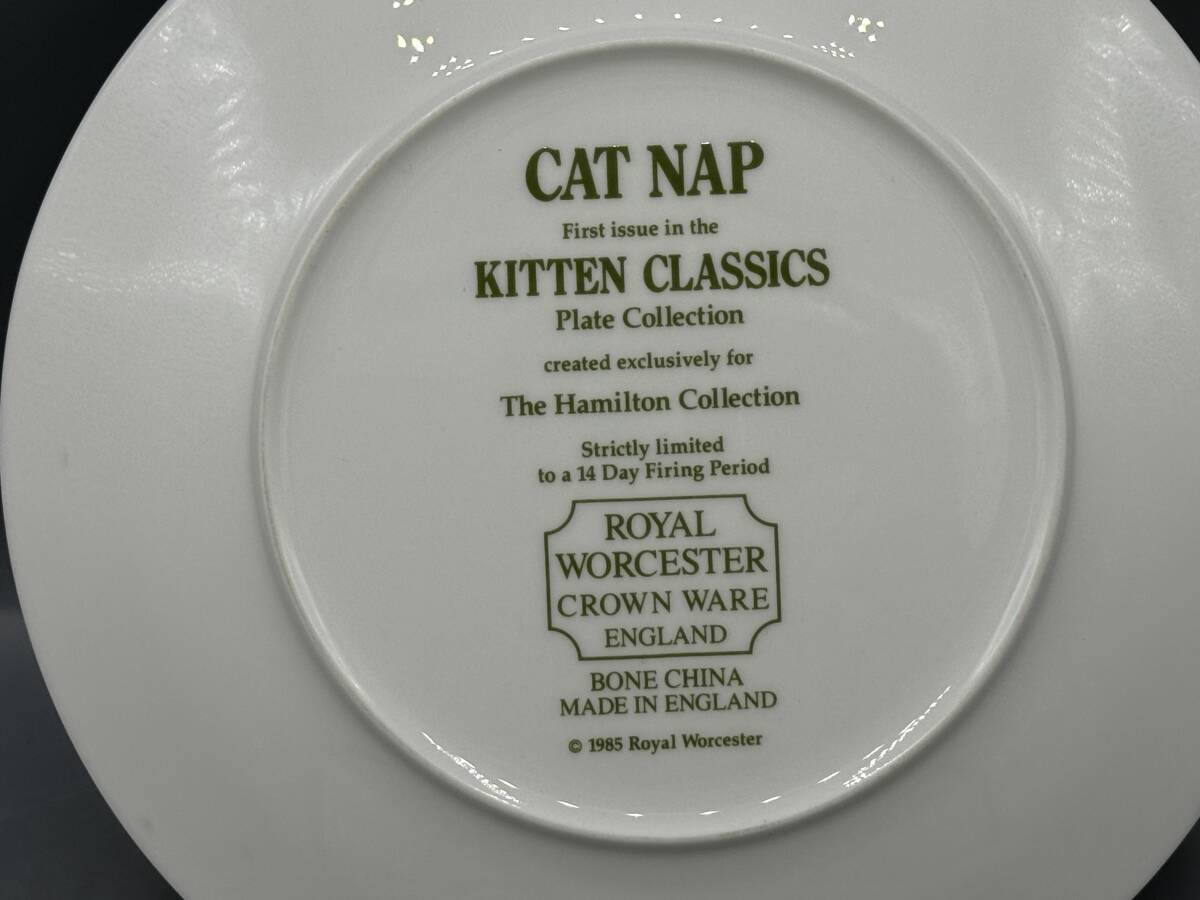 CAT NAP
First issue in the
KITTEN CLASSICS
Plate Collection
created exclusively for
The Hamilton Collection
Strictly limited
to a 14 Day Firing Period
ROYAL
WORCESTER
CROWN WARE
ENGLAND
BONE CHINA
MADE IN ENGLAND
© 1985 Royal Worcester